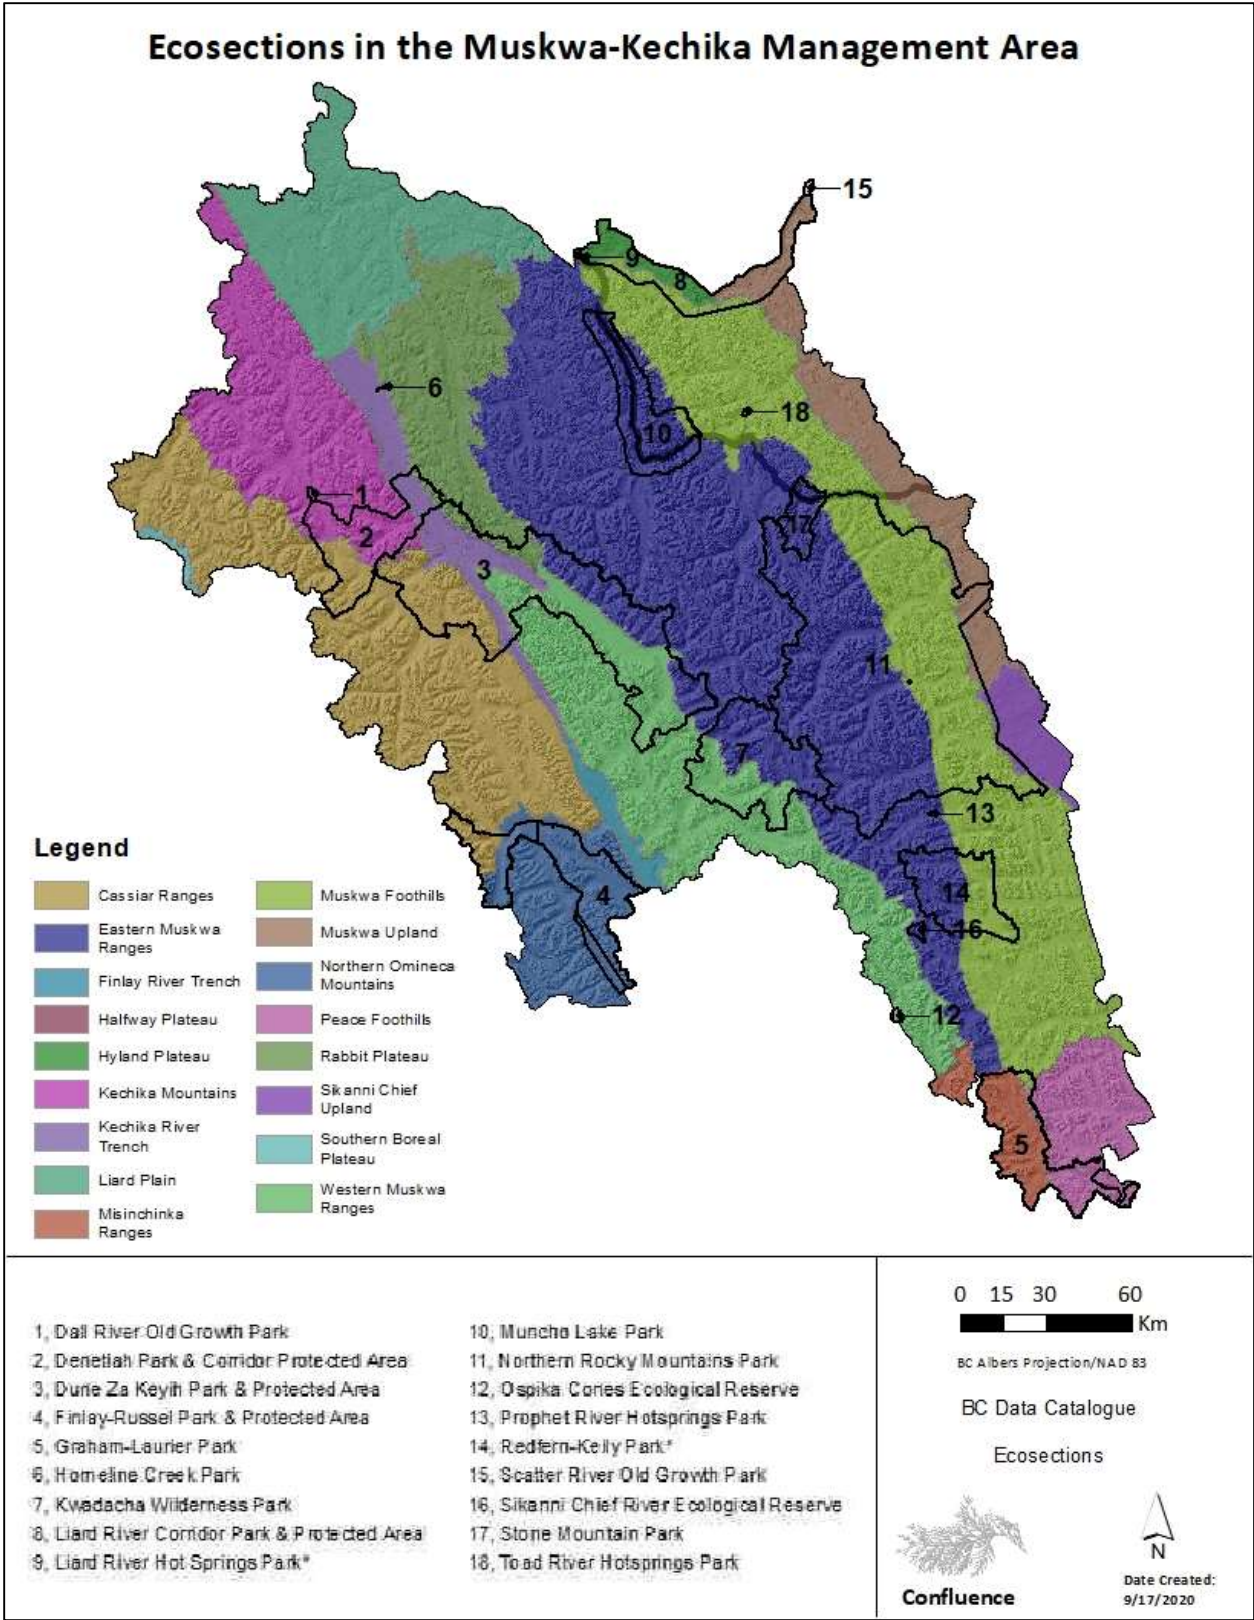 Ecosections in the Muskwa-Kechika Management Area
15
9
8
6
18
10
1
2
17
3
11
7
13
4
14
16
12
5
Legend
Cassiar Ranges
Eastern Muskwa
Ranges
Finlay River Trench
Halfway Plateau
Hyland Plateau
Kechika Mountains
Kechika River
Trench
Liard Plain
Misinchinka
Ranges
Muskwa Foothills
Muskwa Upland
Northern Omineca
Mountains
Peace Foothills
Rabbit Plateau
Sikanni Chief
Upland
Southern Boreal
Plateau
Western Muskwa
Ranges
1, Dall River Old Growth Park
2, Denetiah Park & Corridor Protected Area
3, Dune Za Keyih Park & Protected Area
4, Finlay-Russel Park & Protected Area
5, Graham-Laurier Park
6, Horneline Creek Park
7, Kwadacha Wilderness Park
8, Liard River Corridor Park & Protected Area
9, Liard River Hot Springs Park*
10, Muncho Lake Park
11, Northern Rocky Mountains Park
12, Ospika Cones Ecological Reserve
13, Prophet River Hotsprings Park
14, Redfern-Kelly Park*
15, Scatter River Old Growth Park
16, Sikanni Chief River Ecological Reserve
17, Stone Mountain Park
18, Toad River Hotsprings Park
0 15 30 60
Km
BC Albers Projection/NAD 83
BC Data Catalogue
Ecosections
Confluence
N
Date Created:
9/17/2020